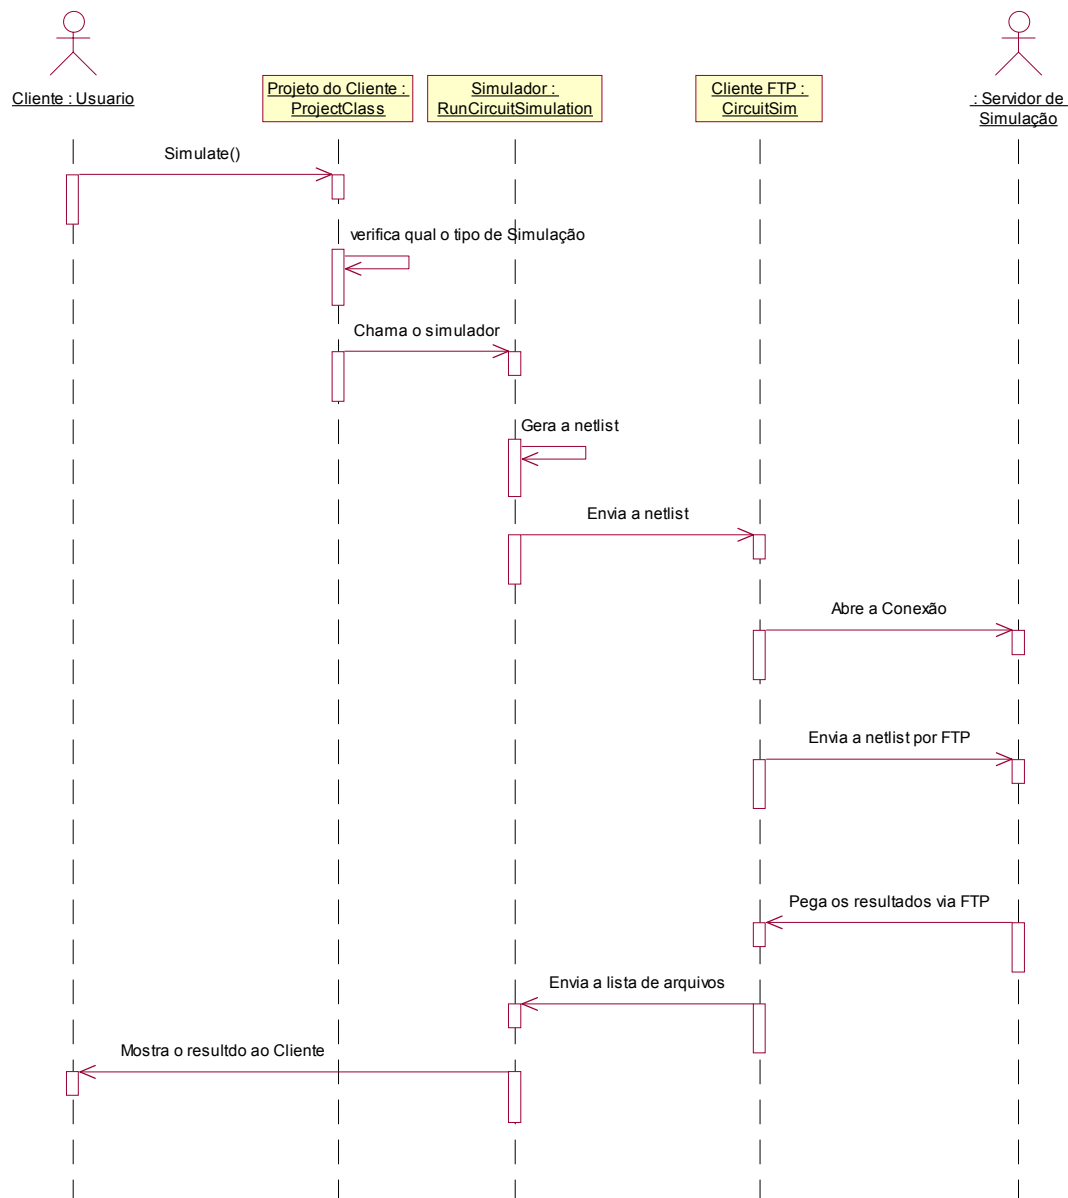 Cliente : Usuario
Projeto do Cliente :
ProjectClass
Simulador :
RunCircuitSimulation
Cliente FTP :
CircuitSim
: Servidor de
Simulação
Simulate()
verifica qual o tipo de Simulação
Chama o simulador
Gera a netlist
Envia a netlist
Abre a Conexão
Envia a netlist por FTP
Pega os resultados via FTP
Envia a lista de arquivos
Mostra o resultdo ao Cliente